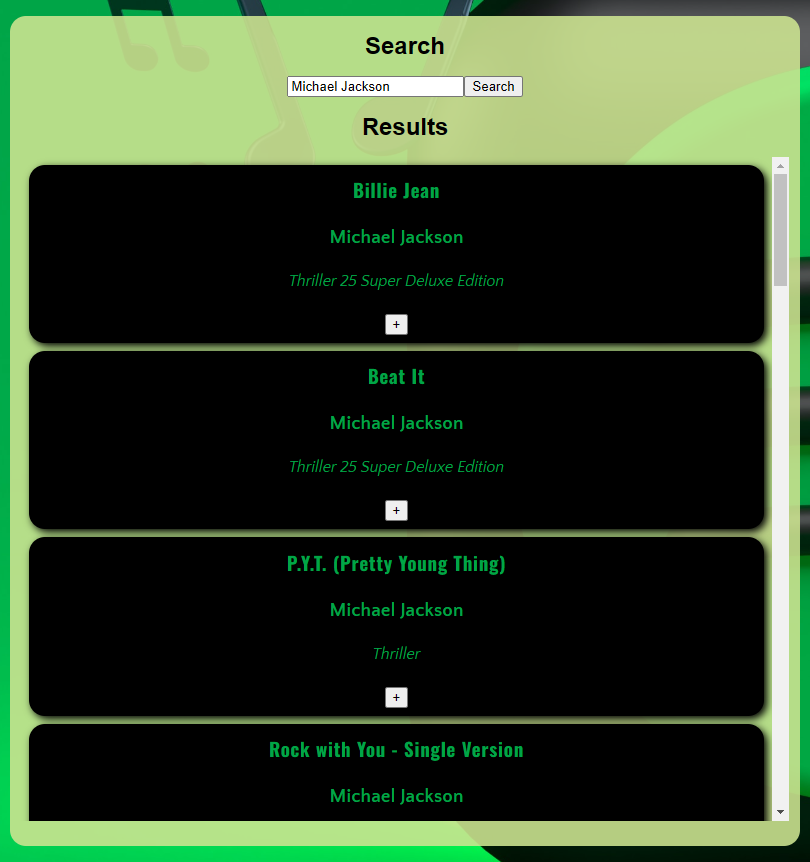 Search
Michael Jackson Search
Results
Billie Jean
Michael Jackson
Thriller 25 Super Deluxe Edition
+
Beat It
Michael Jackson
Thriller 25 Super Deluxe Edition
+
P.Y.T. (Pretty Young Thing)
Michael Jackson
Thriller
+
Rock with You - Single Version
Michael Jackson